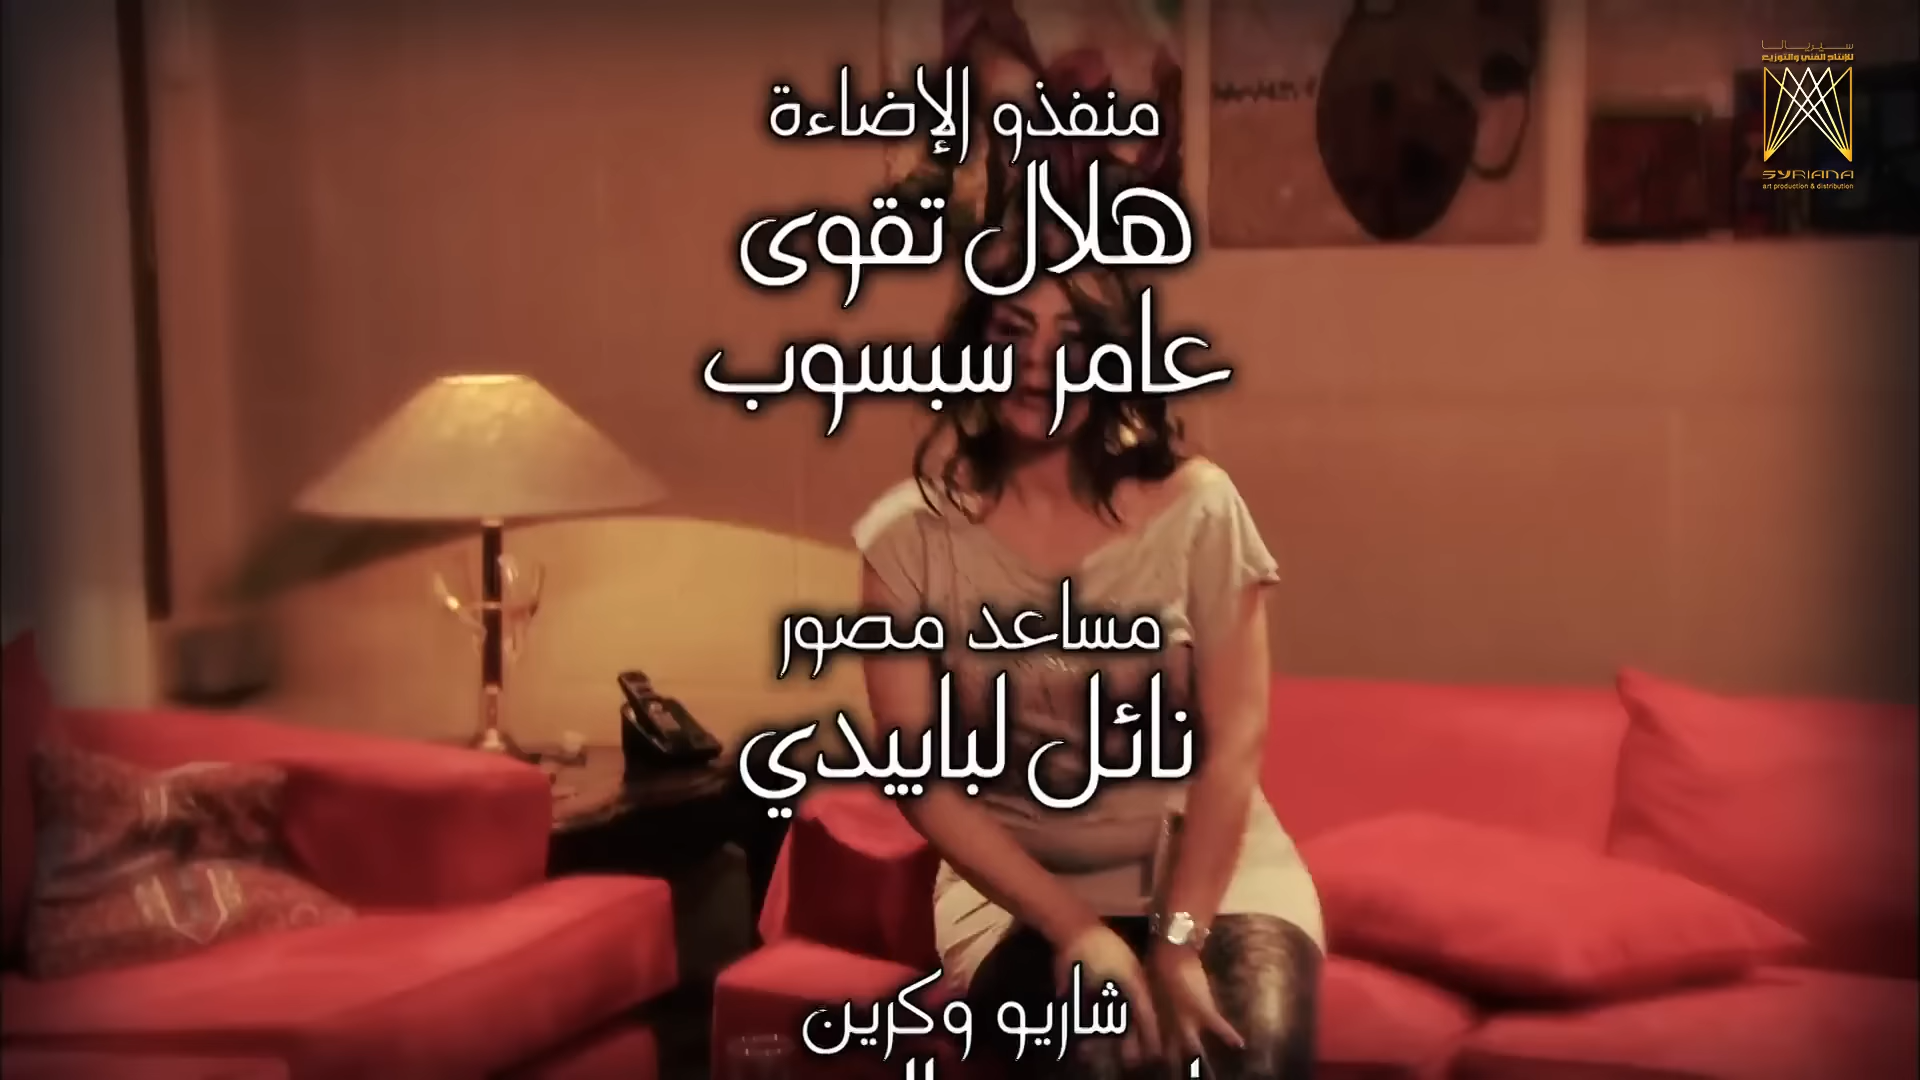 منفذو الإضاءة
هلال تقوى
عامر سبسوب
مساعد مصور
نائل لبابيدي
شاريو وكرين
سيريانا
للإنتاج الفني والتوزيع
SYRIANA
art production & distribution